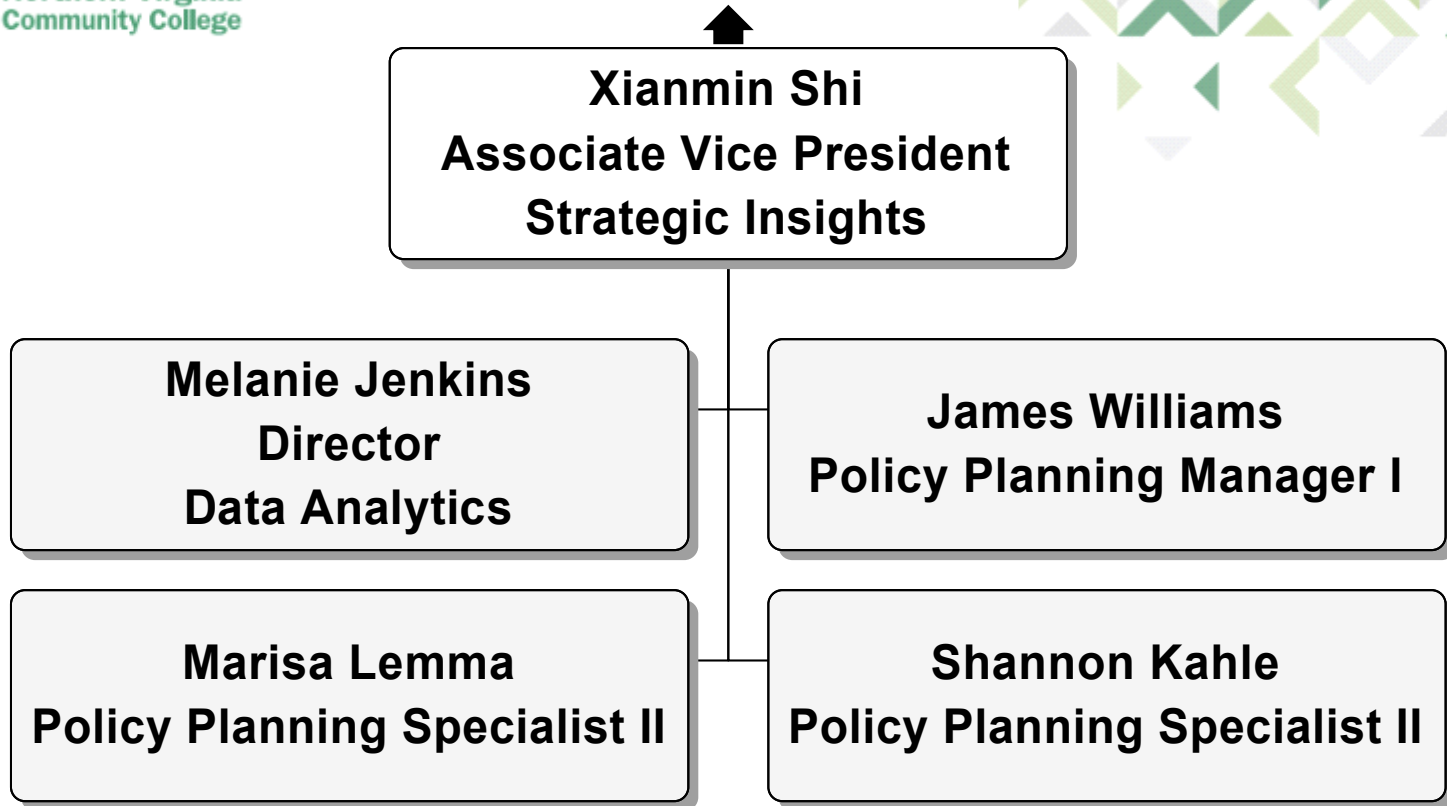 Community College
Xianmin Shi
Associate Vice President
Strategic Insights
Melanie Jenkins
Director
Data Analytics
James Williams
Policy Planning Manager I
Marisa Lemma
Policy Planning Specialist II
Shannon Kahle
Policy Planning Specialist II